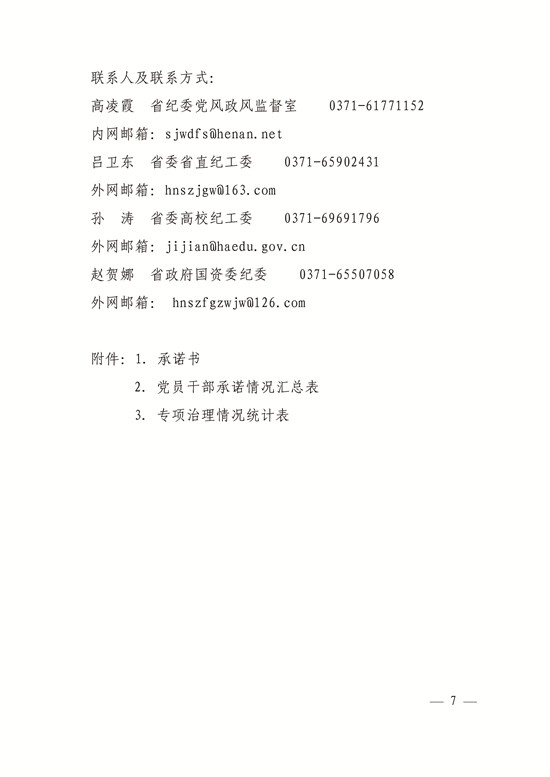 联系人及联系方式：
高凌霞　省纪委党风政风监督室　　0371-61771152
内网邮箱：sjwdfs@henan.net
吕卫东　省委省直纪工委　　0371-65902431
外网邮箱：hnszjgw@163.com
孙　涛　省委高校纪工委　　0371-69691796
外网邮箱：jijian@haedu.gov.cn
赵贺娜　省政府国资委纪委　　0371-65507058
外网邮箱： hnszfgzwjw@126.com
附件：1. 承诺书
2. 党员干部承诺情况汇总表
3. 专项治理情况统计表
— 7 —